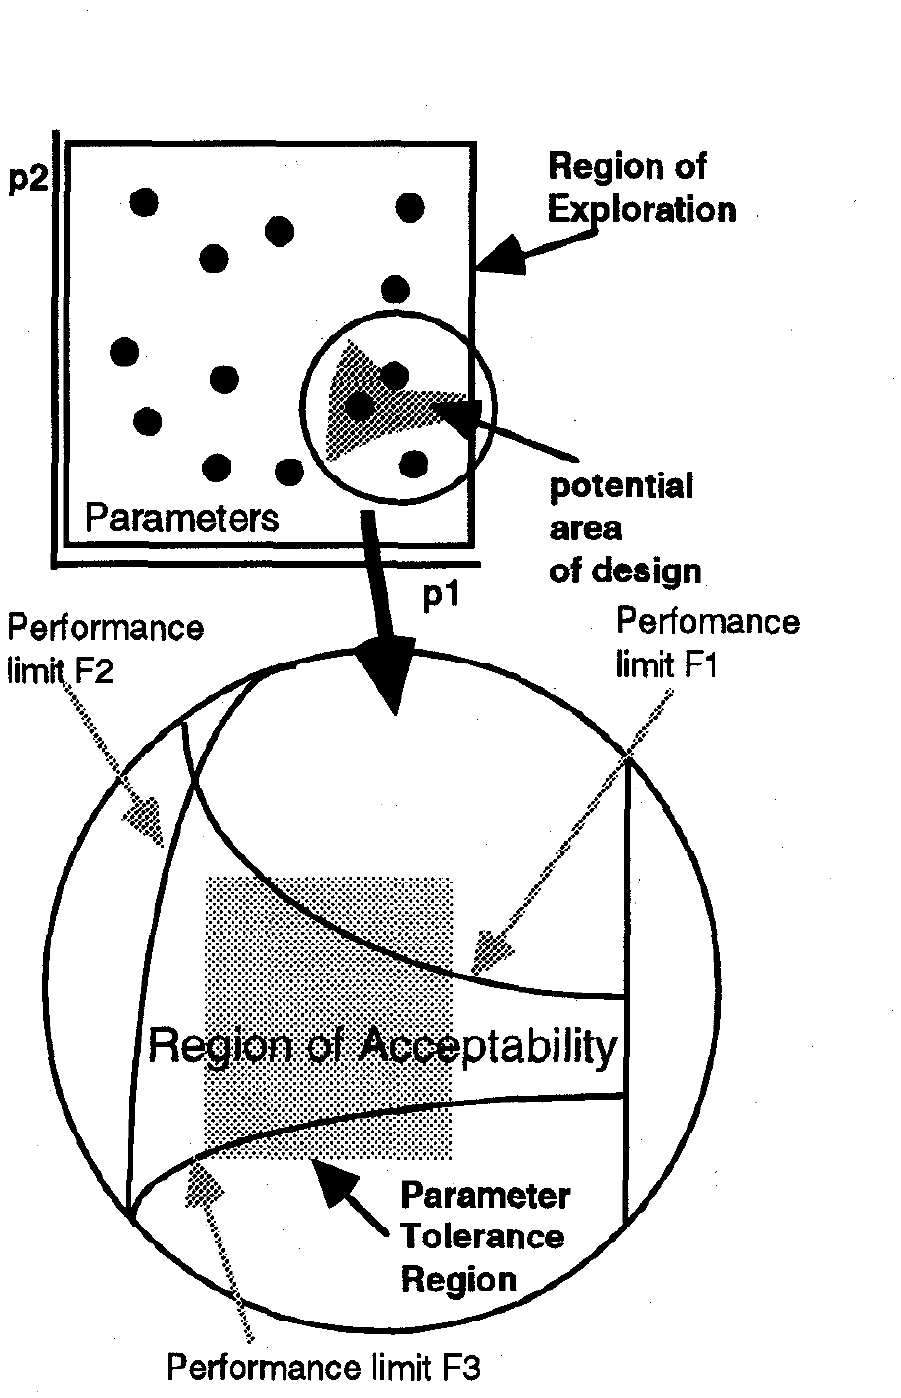 p2
Region of
Exploration
Parameters
p1
potential
area
of design
Performance
limit F2
Perfomance
limit F1
Region of Acceptability
Parameter
Tolerance
Region
Performance limit F3